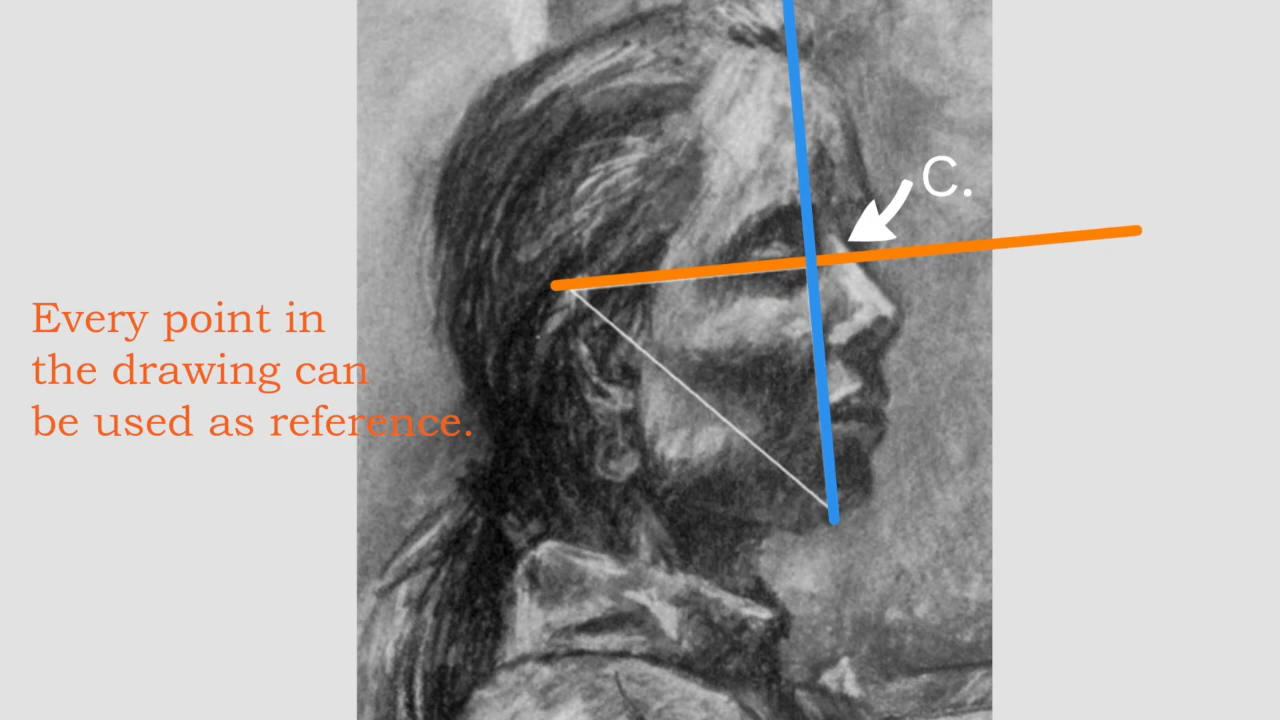 C.
Every point in
the drawing can
be used as reference.